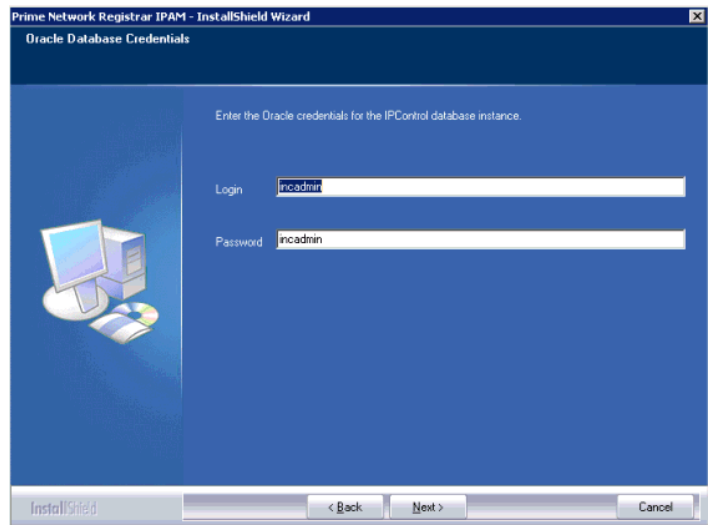 Prime Network Registrar IPAM - InstallShield Wizard
Oracle Database Credentials
Enter the Oracle credentials for the IPControl database instance.
Login
incadmin
Password
incadmin
InstallShield
< Back
Next >
Cancel